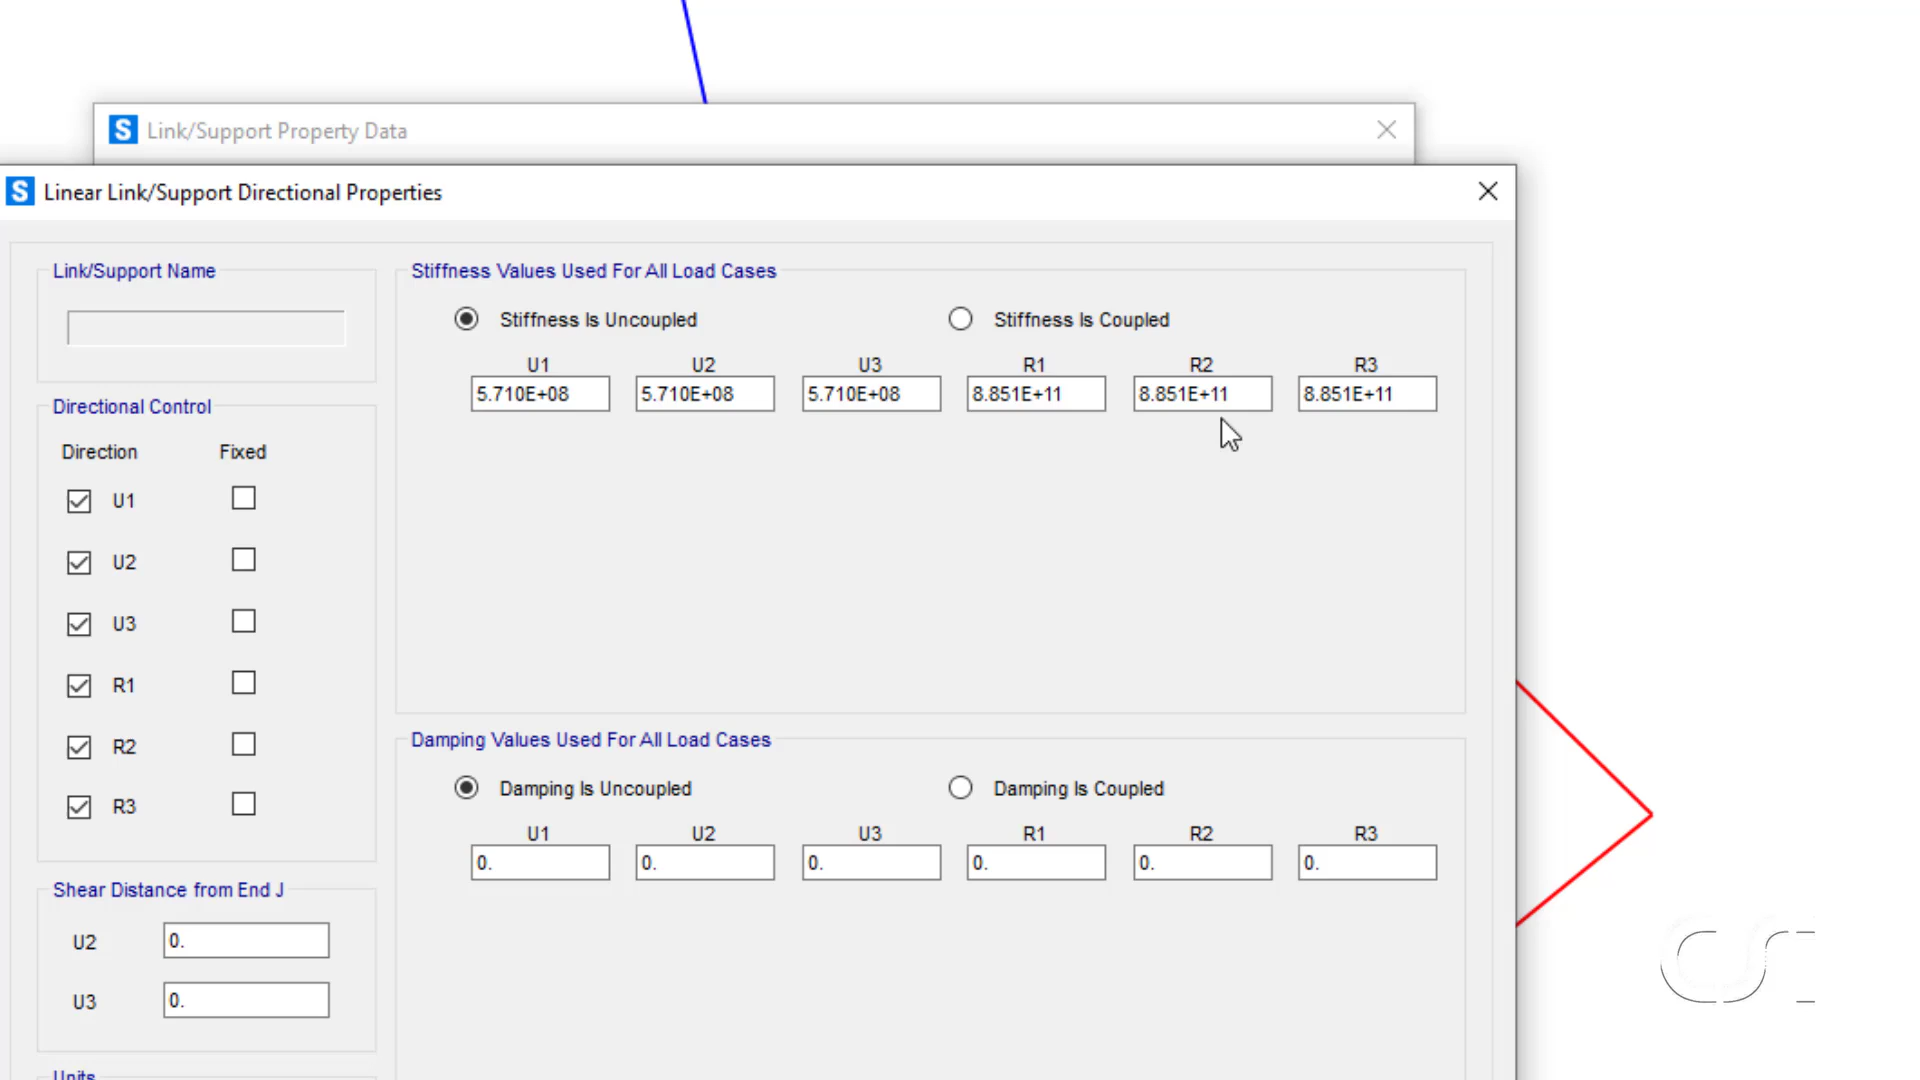 S Link/Support Property Data
S Linear Link/Support Directional Properties
Link/Support Name
Stiffness Values Used For All Load Cases
Stiffness Is Uncoupled
Stiffness Is Coupled
U1 U2 U3 R1 R2 R3
5.710E+08 5.710E+08 5.710E+08 8.851E+11 8.851E+11 8.851E+11
Directional Control
Direction Fixed
U1
U2
U3
R1
R2
R3
Damping Values Used For All Load Cases
Damping Is Uncoupled
Damping Is Coupled
U1 U2 U3 R1 R2 R3
0. 0. 0. 0. 0. 0.
Shear Distance from End J
U2 0.
U3 0.
Units